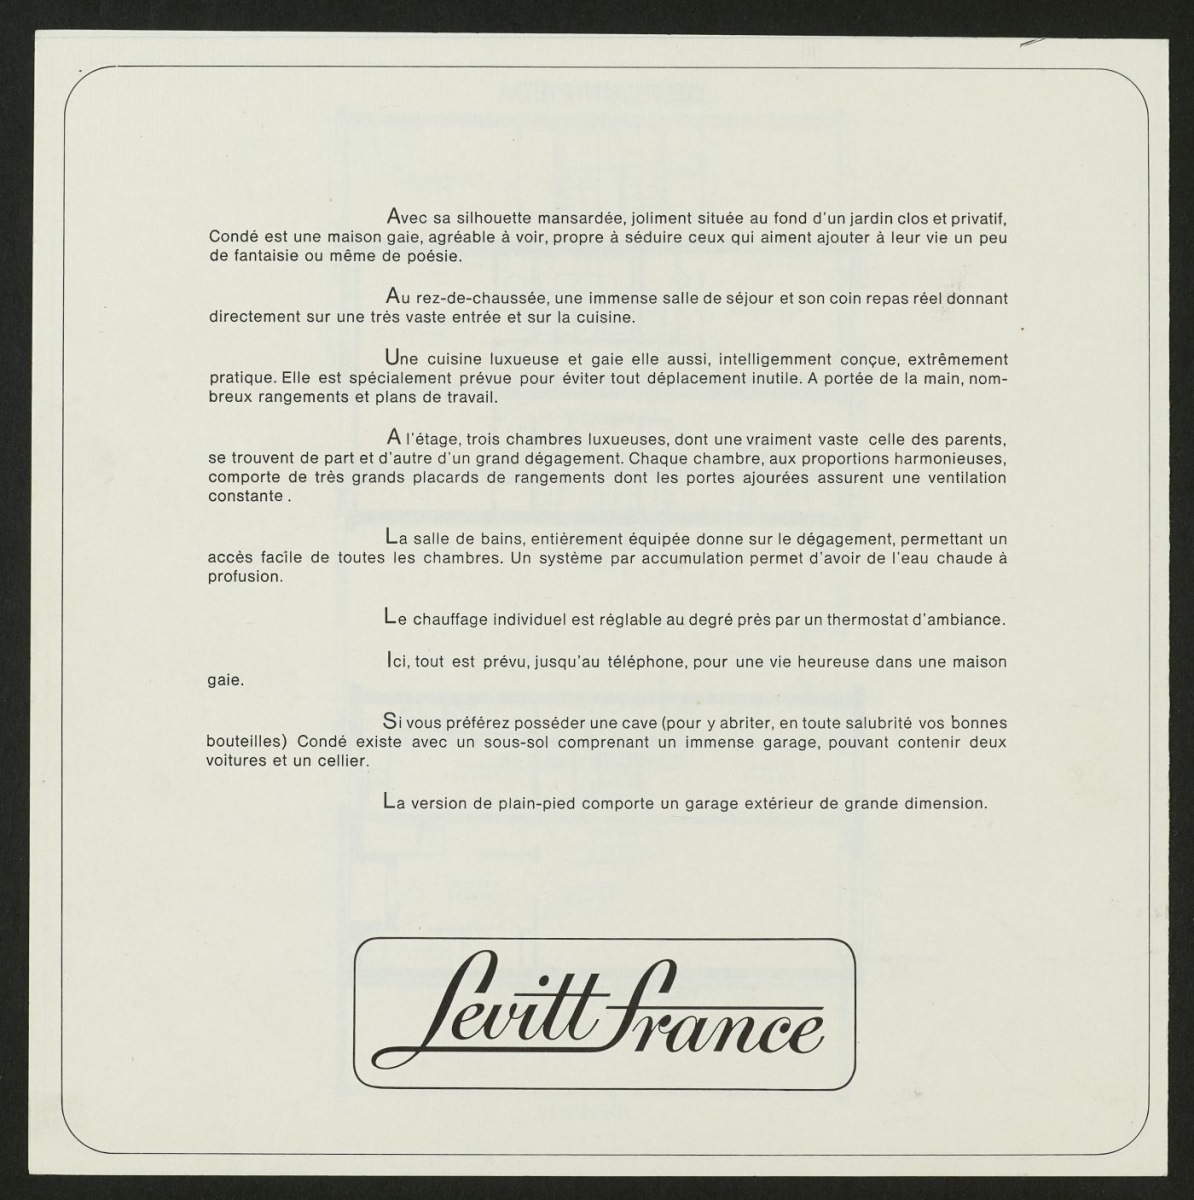 Avec sa silhouette mansardée, joliment située au fond d'un jardin clos et privatif,
Condé est une maison gaie, agréable à voir, propre à séduire ceux qui aiment ajouter à leur vie un peu
de fantaisie ou même de poésie.
Au rez-de-chaussée, une immense salle de séjour et son coin repas réel donnant
directement sur une très vaste entrée et sur la cuisine.
Une cuisine luxueuse et gaie elle aussi, intelligemment conçue, extrêmement
pratique. Elle est spécialement prévue pour éviter tout déplacement inutile. A portée de la main, nom-
breux rangements et plans de travail.
A l'étage, trois chambres luxueuses, dont une vraiment vaste celle des parents,
se trouvent de part et d'autre d'un grand dégagement. Chaque chambre, aux proportions harmonieuses,
comporte de très grands placards de rangements dont les portes ajourées assurent une ventilation
constante .
La salle de bains, entièrement équipée donne sur le dégagement, permettant un
accès facile de toutes les chambres. Un système par accumulation permet d'avoir de l'eau chaude à
profusion.
Le chauffage individuel est réglable au degré près par un thermostat d'ambiance.
Ici, tout est prévu, jusqu'au téléphone, pour une vie heureuse dans une maison
gaie.
Si vous préférez posséder une cave (pour y abriter, en toute salubrité vos bonnes
bouteilles) Condé existe avec un sous-sol comprenant un immense garage, pouvant contenir deux
voitures et un cellier.
La version de plain-pied comporte un garage extérieur de grande dimension.
Levitt France